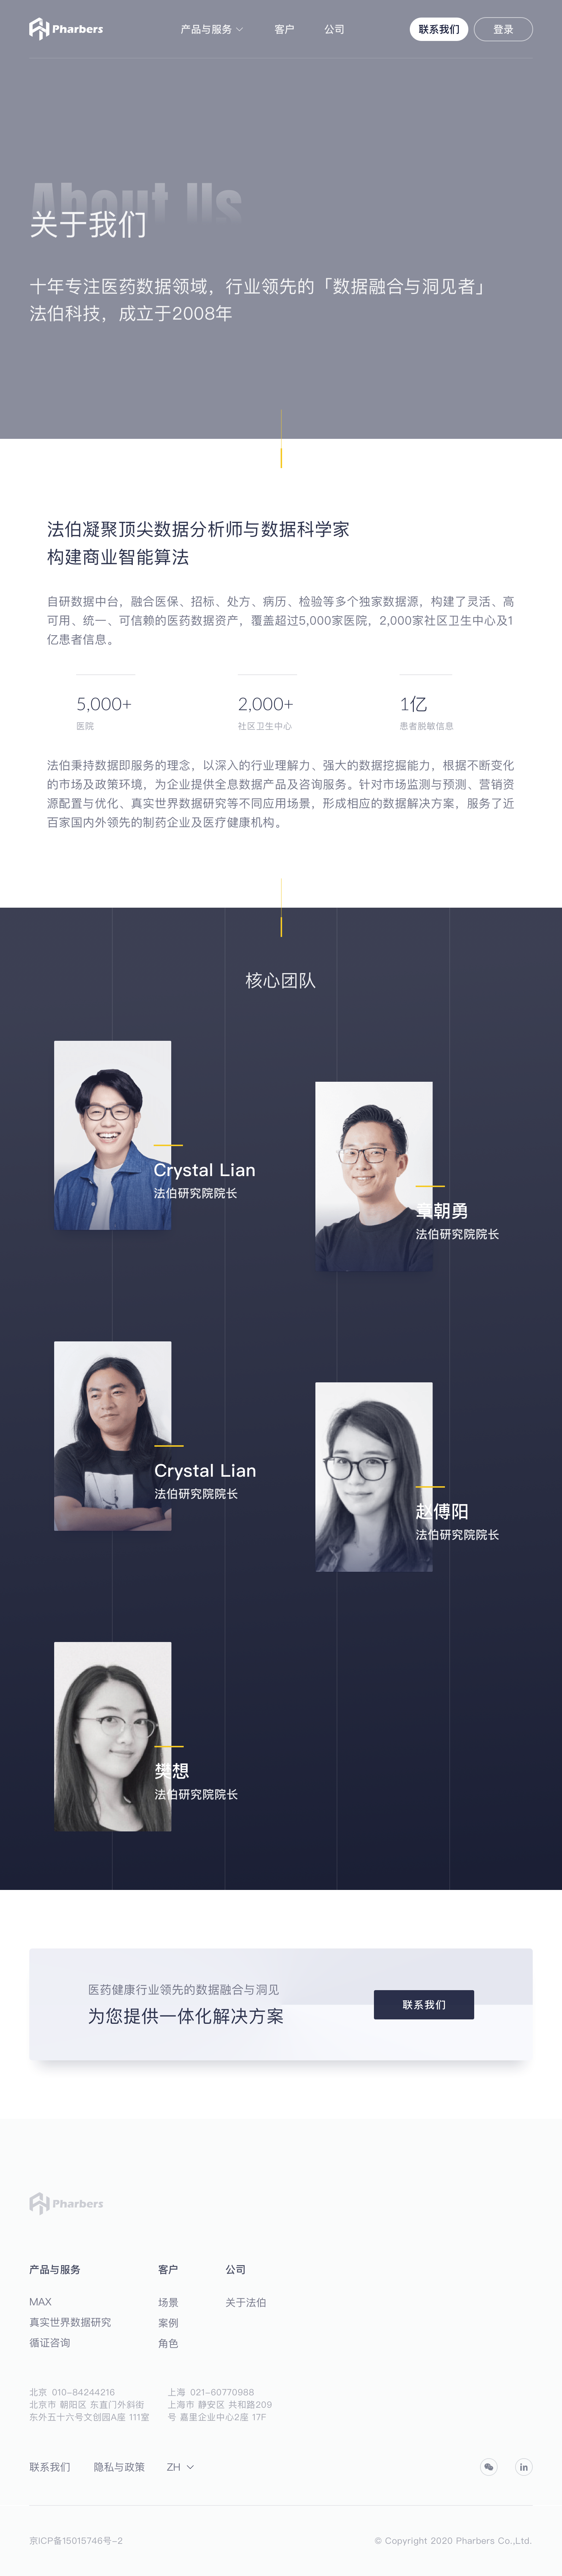 Pharbers
产品与服务
客户
公司
联系我们
登录
About Us
关于我们
十年专注医药数据领域，行业领先的「数据融合与洞见者」
法伯科技，成立于2008年
法伯凝聚顶尖数据分析师与数据科学家
构建商业智能算法
自研数据中台，融合医保、招标、处方、病历、检验等多个独家数据源，构建了灵活、高
可用、统一、可信赖的医药数据资产，覆盖超过5,000家医院，2,000家社区卫生中心及1
亿患者信息。
5,000+
2,000+
1亿
医院
社区卫生中心
患者脱敏信息
法伯秉持数据即服务的理念，以深入的行业理解力、强大的数据挖掘能力，根据不断变化
的市场及政策环境，为企业提供全息数据产品及咨询服务。针对市场监测与预测、营销资
源配置与优化、真实世界数据研究等不同应用场景，形成相应的数据解决方案，服务了近
百家国内外领先的制药企业及医疗健康机构。
核心团队
Crystal Lian
法伯研究院院长
章朝勇
法伯研究院院长
Crystal Lian
法伯研究院院长
赵傅阳
法伯研究院院长
樊想
法伯研究院院长
医药健康行业领先的数据融合与洞见
为您提供一体化解决方案
联系我们
Pharbers
产品与服务
客户
公司
MAX
场景
关于法伯
真实世界数据研究
案例
循证咨询
角色
北京 010-84244216
北京市 朝阳区 东直门外斜街
东外五十六号文创园A座 111室
上海 021-60770988
上海市 静安区 共和路209
号 嘉里企业中心2座 17F
联系我们
隐私与政策
ZH
in
京ICP备15015746号-2
© Copyright 2020 Pharbers Co.,Ltd.